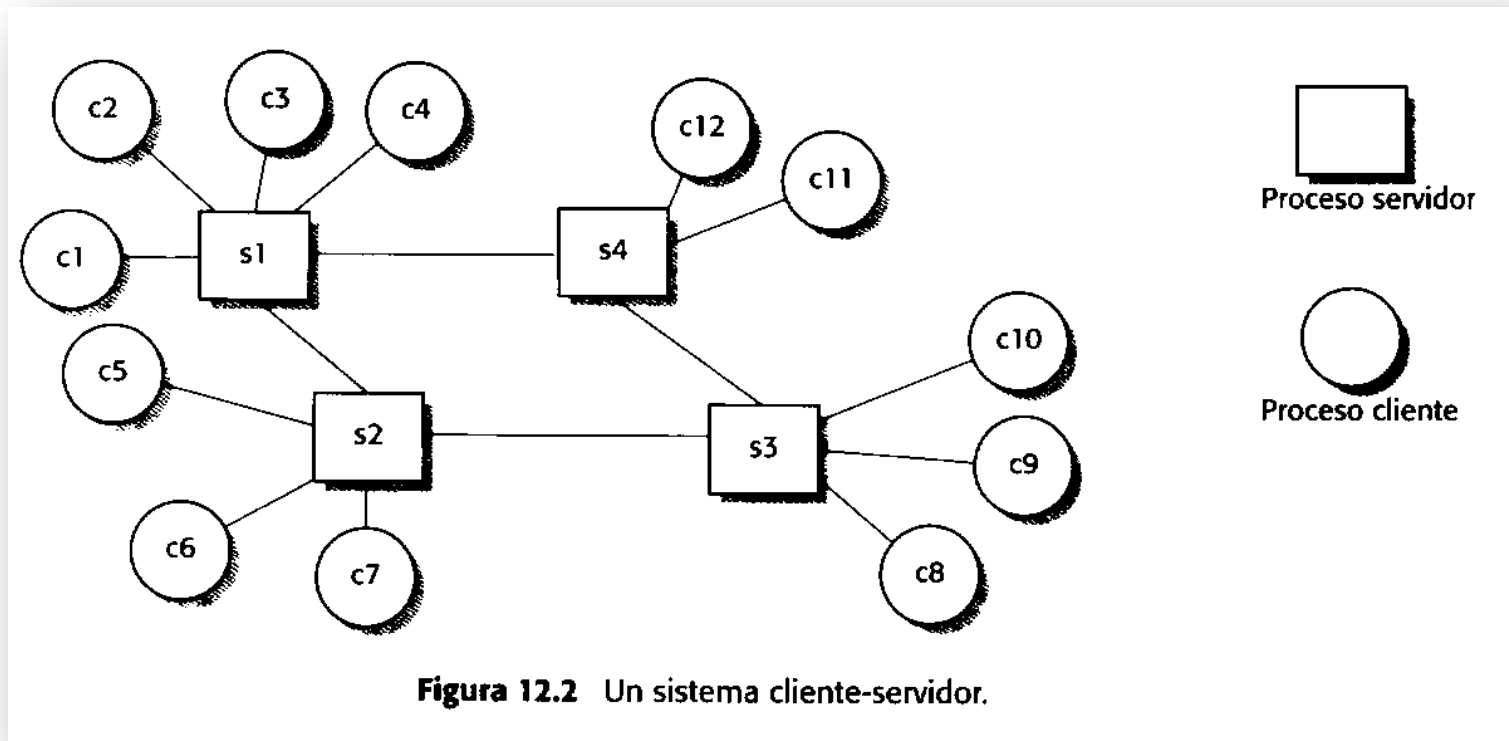 c2
c3
c4
c12
c11
c1
s1
s4
c5
c10
s2
s3
c9
c6
c7
c8
Proceso servidor
Proceso cliente
Figura 12.2 Un sistema cliente-servidor.